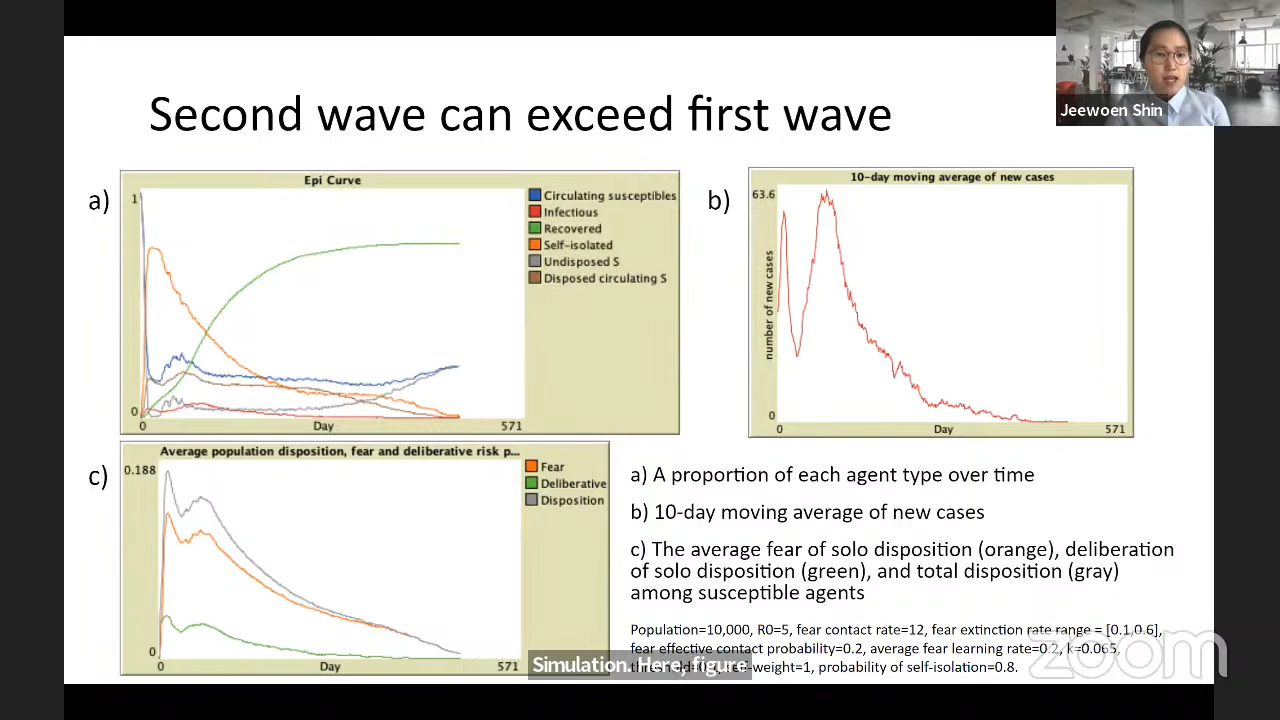 Second wave can exceed first wave
Jeewoen Shin
a)
Epi Curve
1
0
0
Day
571
Circulating susceptibles
Infectious
Recovered
Self-isolated
Undisposed S
Disposed circulating S
b)
10-day moving average of new cases
63.6
number of new cases
0
0
Day
571
c)
Average population disposition, fear and deliberative risk p...
0.188
0
0
Day
571
Fear
Deliberative
Disposition
a) A proportion of each agent type over time
b) 10-day moving average of new cases
c) The average fear of solo disposition (orange), deliberation
of solo disposition (green), and total disposition (gray)
among susceptible agents
Population=10,000, R0=5, fear contact rate=12, fear extinction rate range = [0.1,0.6],
fear effective contact probability=0.2, average fear learning rate=0.2, k=0.065,
probability of self-isolation=0.8.
Simulation. Here, figure
zoom